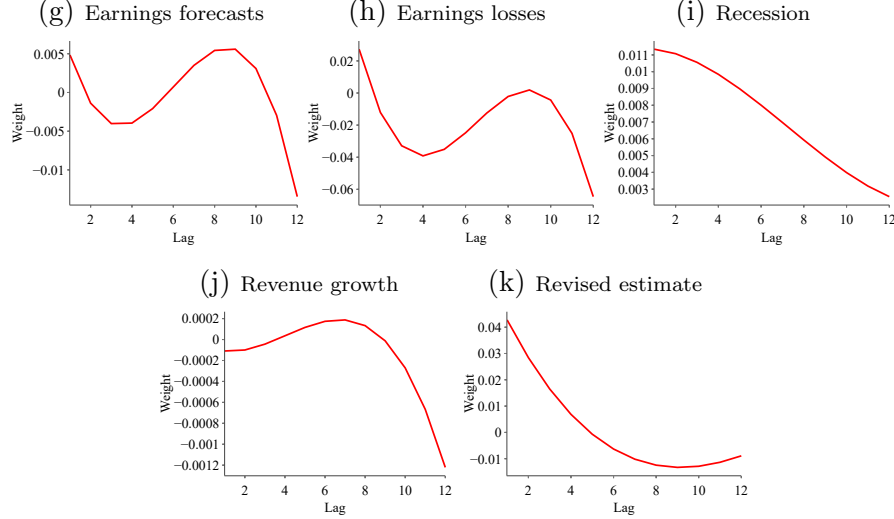 (g) Earnings forecasts
0.005
0
−0.005
−0.01
Weight
2 4 6 8 10 12
Lag
(h) Earnings losses
0.02
0
−0.02
−0.04
−0.06
Weight
2 4 6 8 10 12
Lag
(i) Recession
0.011
0.01
0.009
0.008
0.007
0.006
0.005
0.004
0.003
Weight
2 4 6 8 10 12
Lag
(j) Revenue growth
0.0002
0
−0.0002
−0.0004
−0.0006
−0.0008
−0.001
−0.0012
Weight
2 4 6 8 10 12
Lag
(k) Revised estimate
0.04
0.03
0.02
0.01
0
−0.01
Weight
2 4 6 8 10 12
Lag